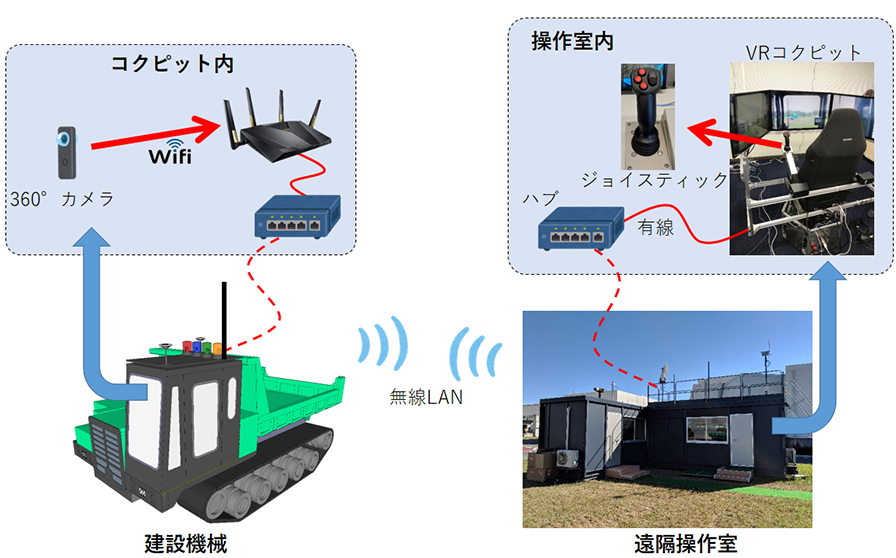 コクピット内
Wifi
360° カメラ
操作室内
VRコクピット
ジョイスティック
ハブ
有線
無線LAN
建設機械
遠隔操作室